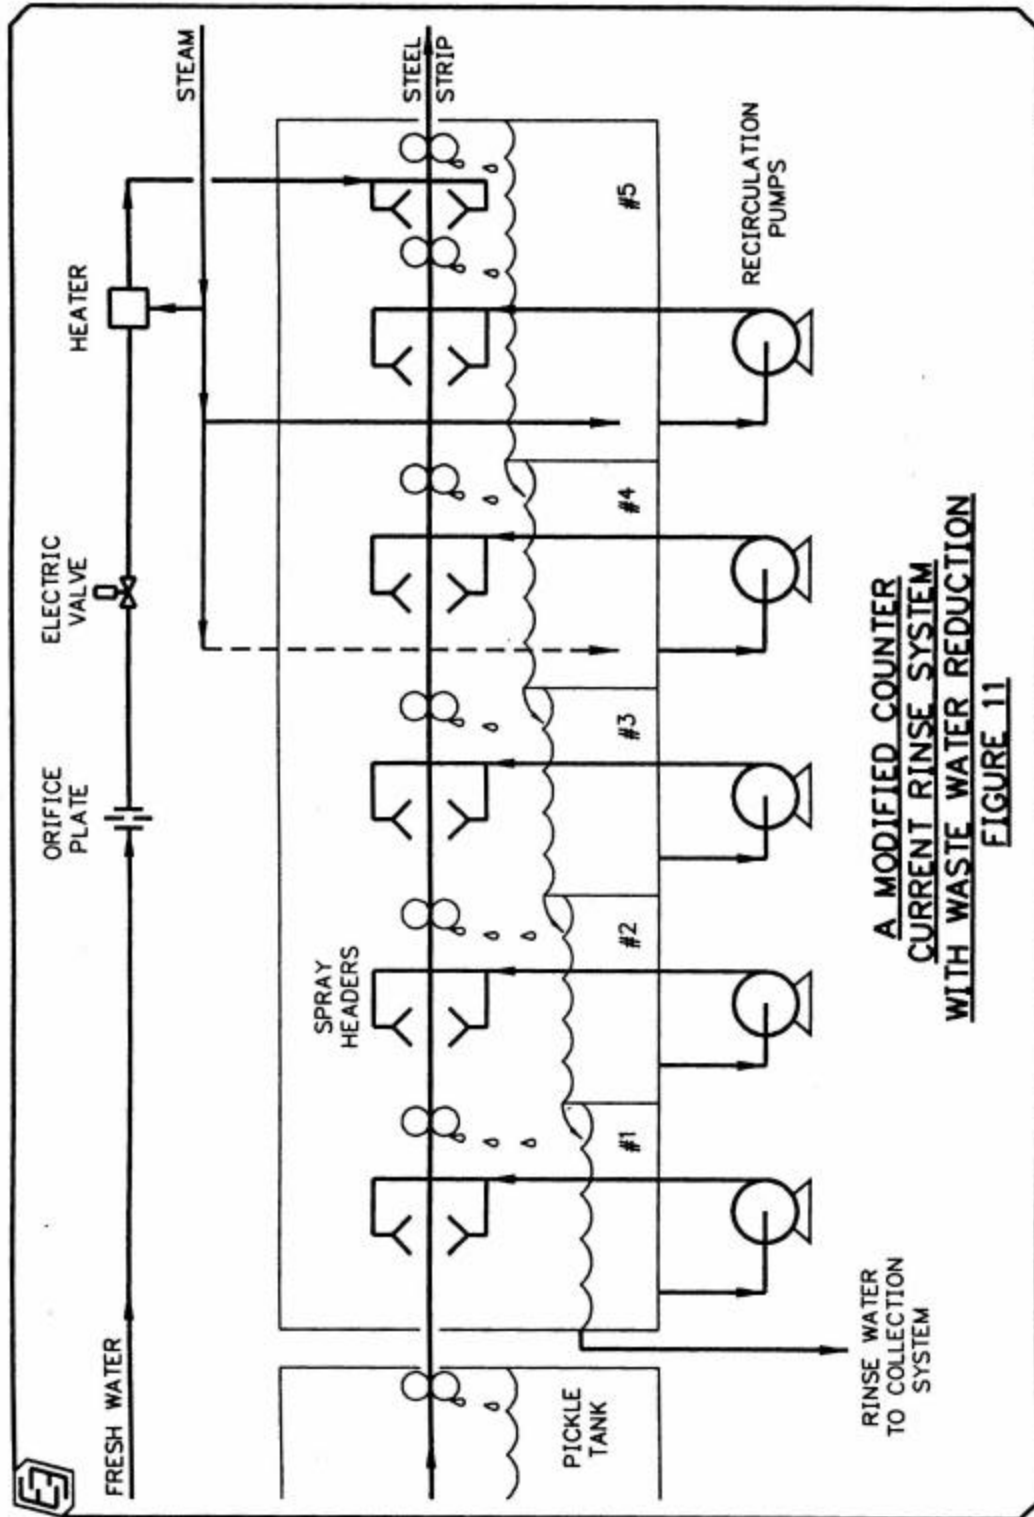 FRESH WATER
ORIFICE
PLATE
ELECTRIC
VALVE
HEATER
STEAM
SPRAY
HEADERS
STEEL
STRIP
PICKLE
TANK
#1
#2
#3
#4
#5
RINSE WATER
TO COLLECTION
SYSTEM
RECIRCULATION
PUMPS
A MODIFIED COUNTER
CURRENT RINSE SYSTEM
WITH WASTE WATER REDUCTION
FIGURE 11